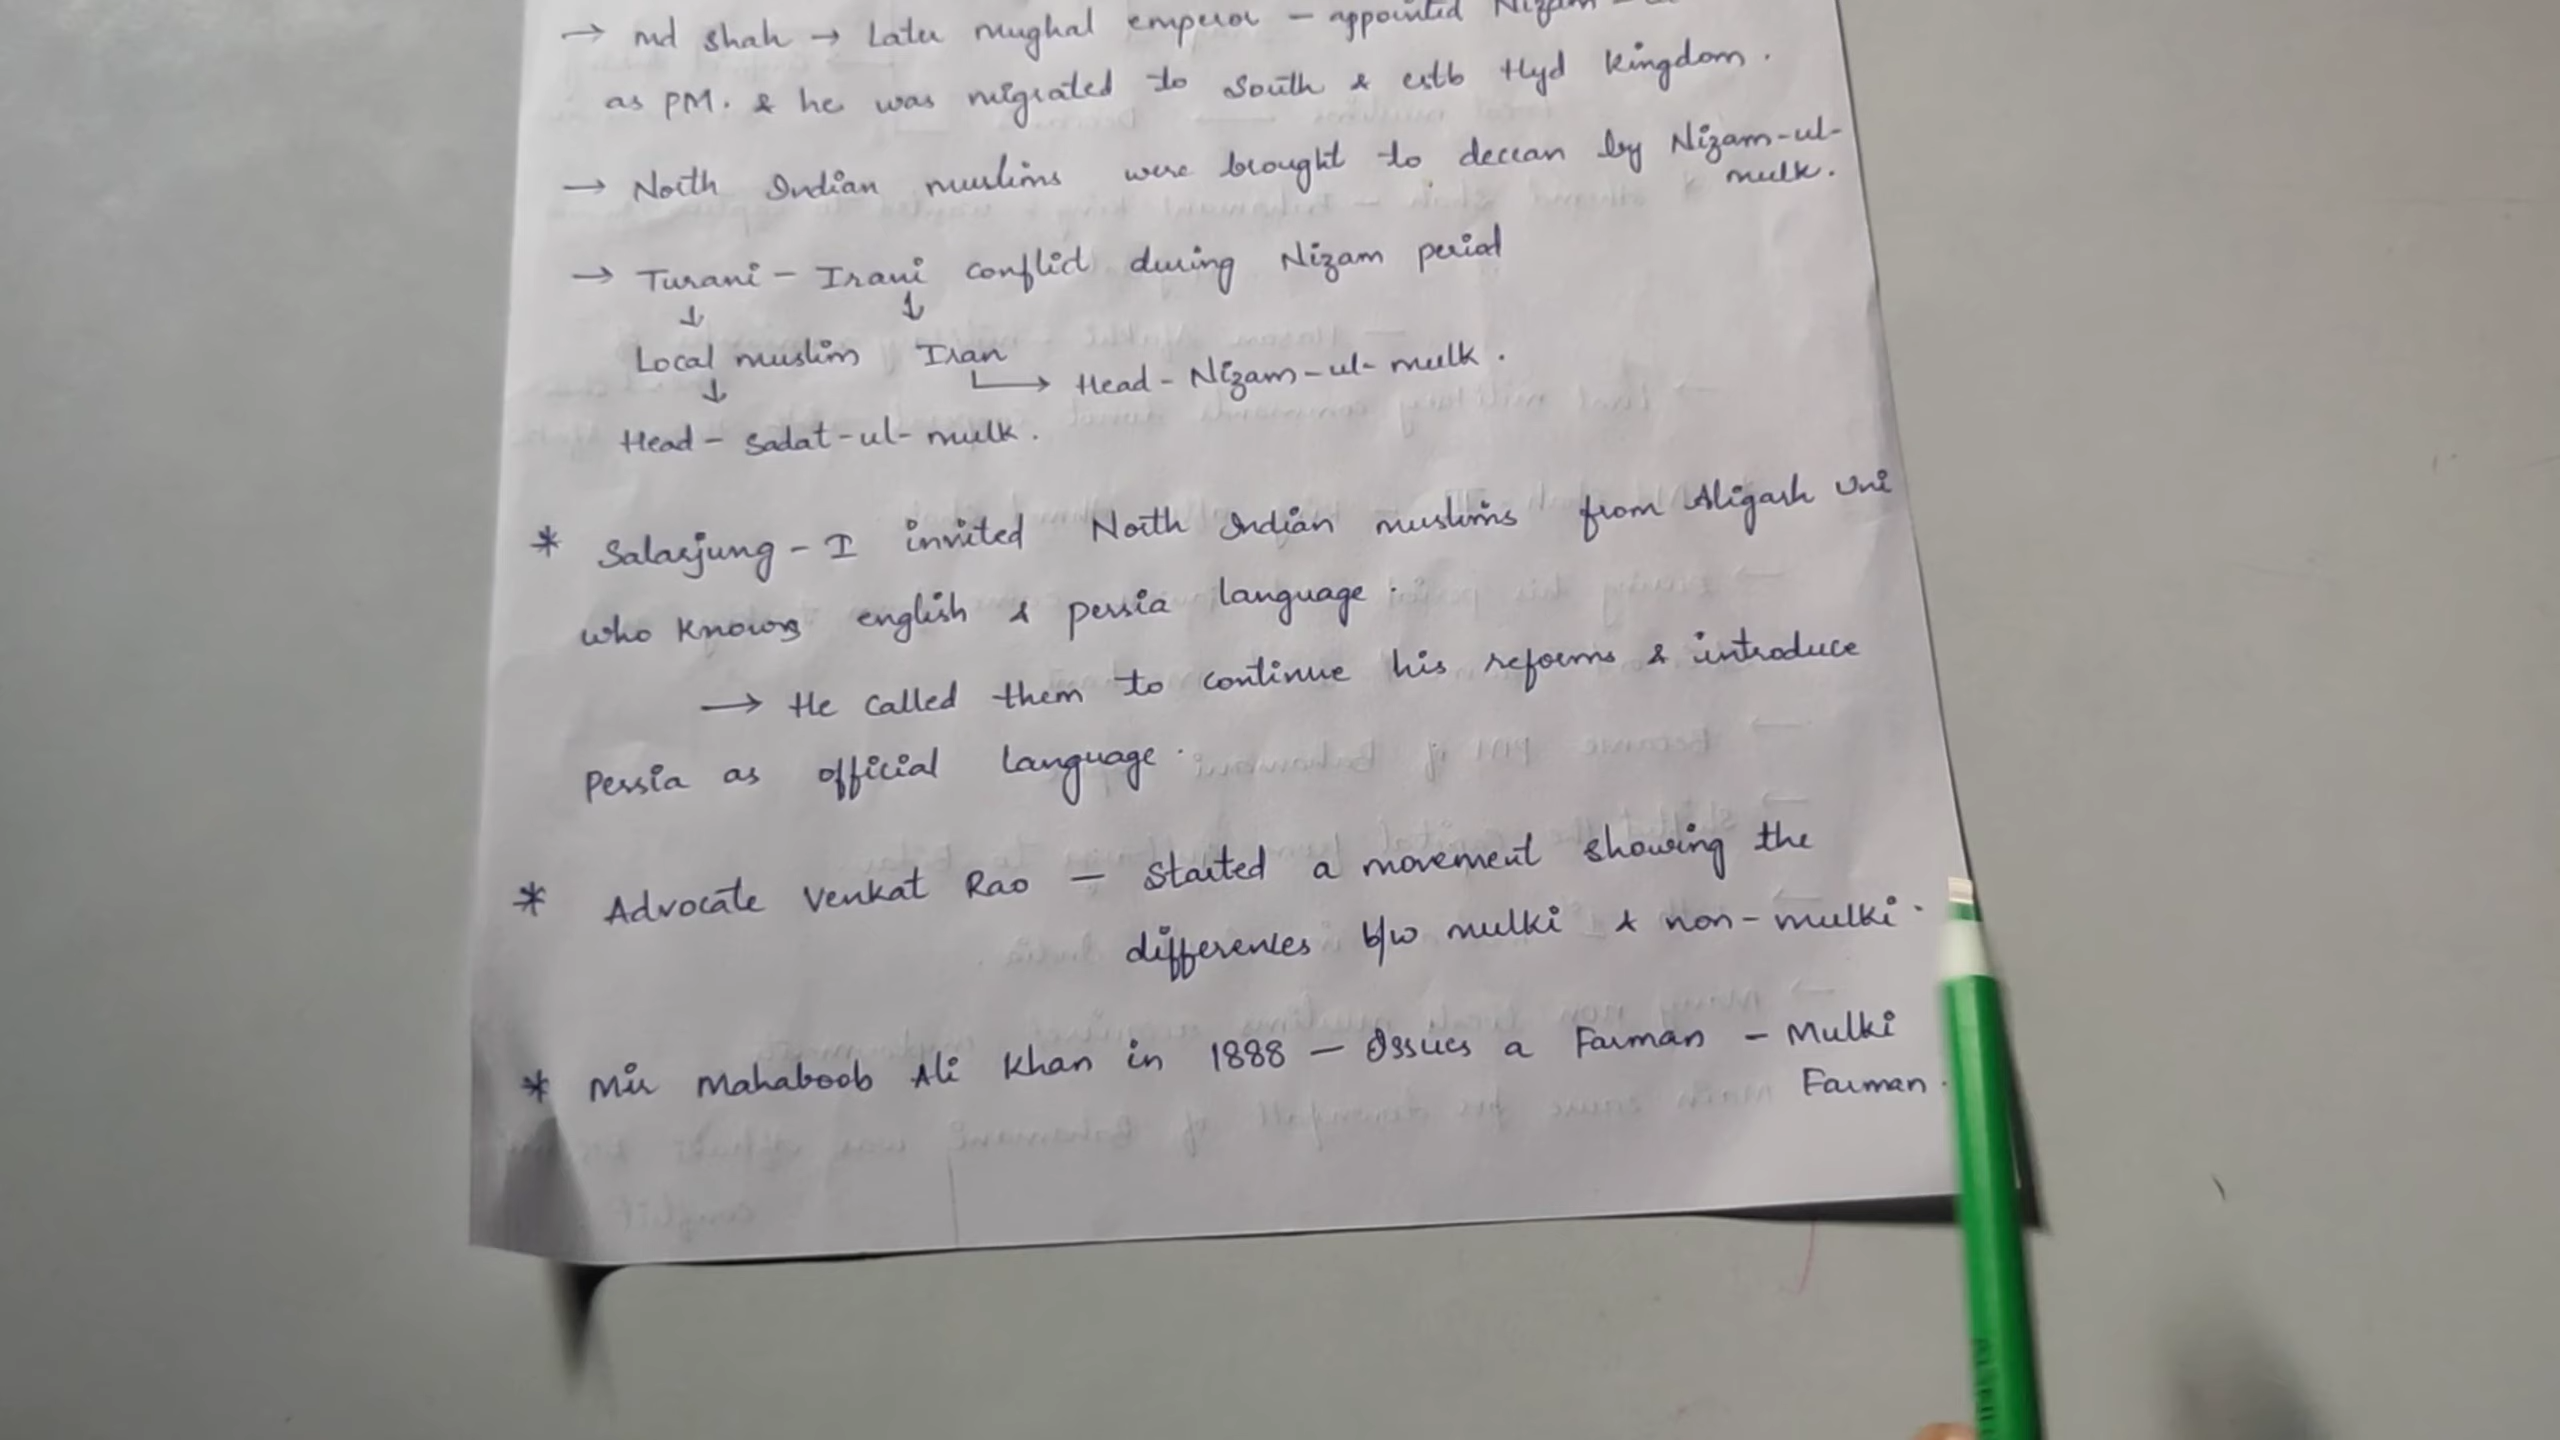 → md shah → Later mughal emperor - appointed Nizam -
as PM. & he was migrated to South & estb Hyd Kingdom.
→ North Indian muslims were brought to deccan by Nizam-ul-
mulk.
→ Turani - Irani conflict during Nizam period
↓ ↓
Local muslim Iran
↓ → Head - Nizam-ul-mulk.
Head - Sadat-ul-mulk.
* Salarjung - I invited North Indian muslims from Aligarh Uni
who knows english & persia language.
→ He called them to continue his reforms & introduce
Persia as official language.
* Advocate Venkat Rao — Started a movement showing the
differences b/w mulki & non-mulki.
* Mir Mahaboob Ali Khan in 1888 — Issues a Farman - Mulki
Farman.